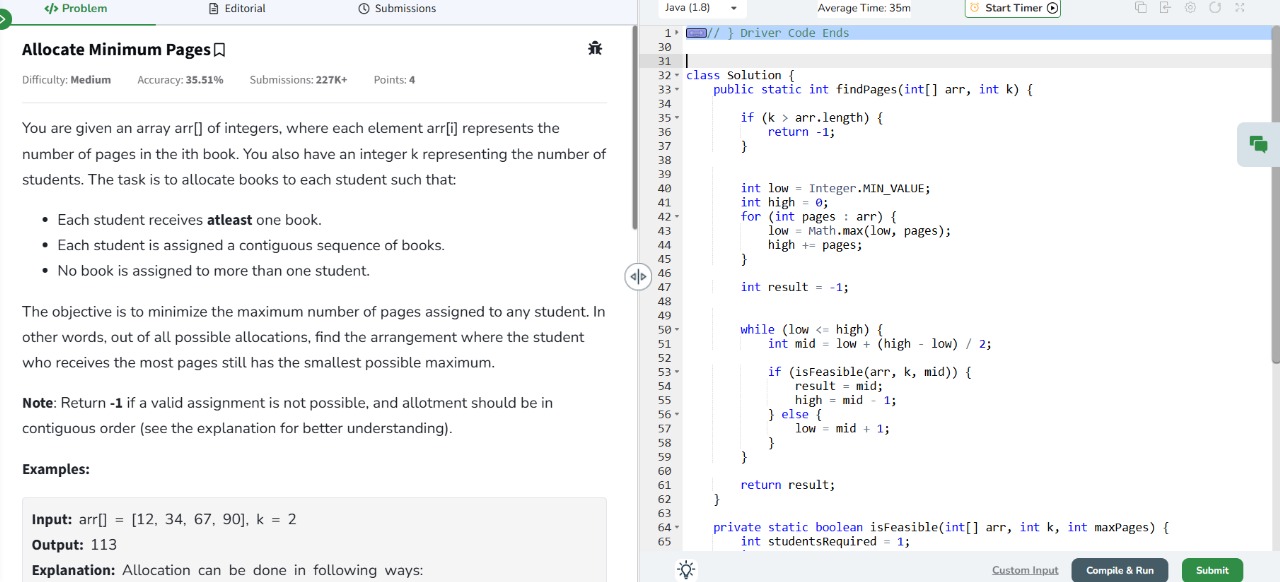 Problem
Editorial
Submissions
Allocate Minimum Pages
Difficulty: Medium Accuracy: 35.51% Submissions: 227K+ Points: 4
You are given an array arr[] of integers, where each element arr[i] represents the
number of pages in the ith book. You also have an integer k representing the number of
students. The task is to allocate books to each student such that:
• Each student receives atleast one book.
• Each student is assigned a contiguous sequence of books.
• No book is assigned to more than one student.
The objective is to minimize the maximum number of pages assigned to any student. In
other words, out of all possible allocations, find the arrangement where the student
who receives the most pages still has the smallest possible maximum.
Note: Return -1 if a valid assignment is not possible, and allotment should be in
contiguous order (see the explanation for better understanding).
Examples:
Input: arr[] = [12, 34, 67, 90], k = 2
Output: 113
Explanation: Allocation can be done in following ways:
Java (1.8) Average Time: 35m Start Timer
1 // } Driver Code Ends
30
31
32 class Solution {
33 public static int findPages(int[] arr, int k) {
34
35 if (k > arr.length) {
36 return -1;
37 }
38
39
40 int low = Integer.MIN_VALUE;
41 int high = 0;
42 for (int pages : arr) {
43 low = Math.max(low, pages);
44 high += pages;
45 }
46
47 int result = -1;
48
49
50 while (low <= high) {
51 int mid = low + (high - low) / 2;
52
53 if (isFeasible(arr, k, mid)) {
54 result = mid;
55 high = mid - 1;
56 } else {
57 low = mid + 1;
58 }
59 }
60
61 return result;
62 }
63
64 private static boolean isFeasible(int[] arr, int k, int maxPages) {
65 int studentsRequired = 1;
Custom Input Compile & Run Submit